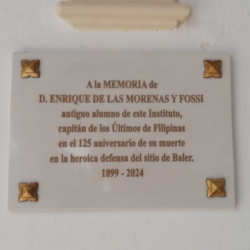 A la MEMORIA de
D. ENRIQUE DE LAS MORENAS Y FOSSI
antiguo alumno de este Instituto,
capitán de los Últimos de Filipinas
en el 125 aniversario de su muerte
en la heroica defensa del sitio de Baler.
1899 - 2024